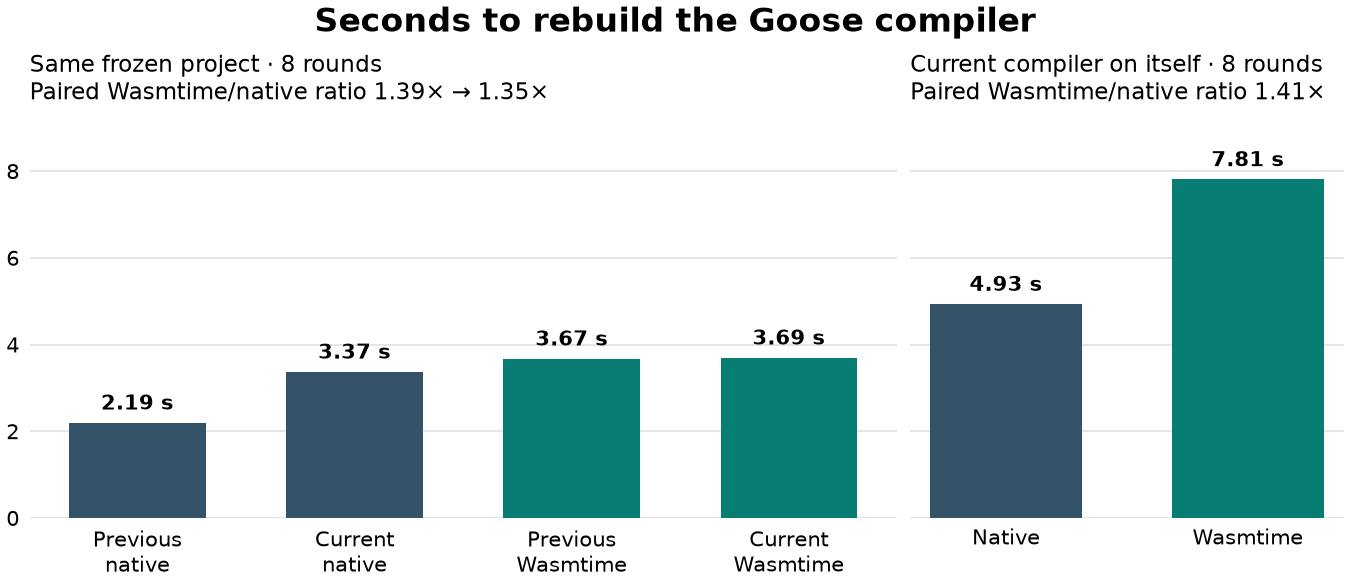 Seconds to rebuild the Goose compiler
Same frozen project · 8 rounds
Paired Wasmtime/native ratio 1.39× → 1.35×
Current compiler on itself · 8 rounds
Paired Wasmtime/native ratio 1.41×
8
6
4
2
0
2.19 s
3.37 s
3.67 s
3.69 s
4.93 s
7.81 s
Previous
native
Current
native
Previous
Wasmtime
Current
Wasmtime
Native
Wasmtime